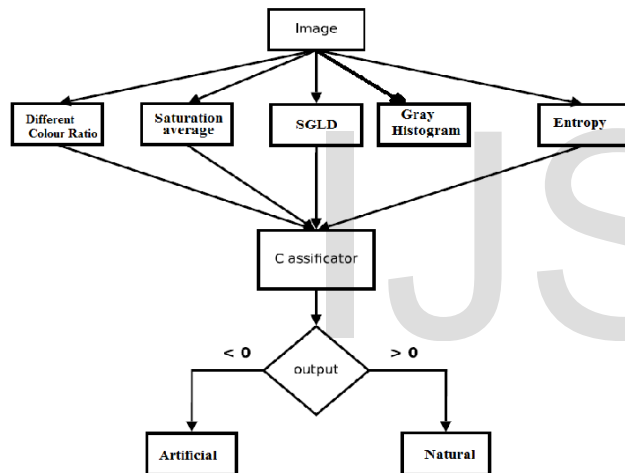 Image
Different
Colour Ratio
Saturation
average
SGLD
Gray
Histogram
Entropy
C assificator
< 0
output
> 0
Artificial
Natural
IJS